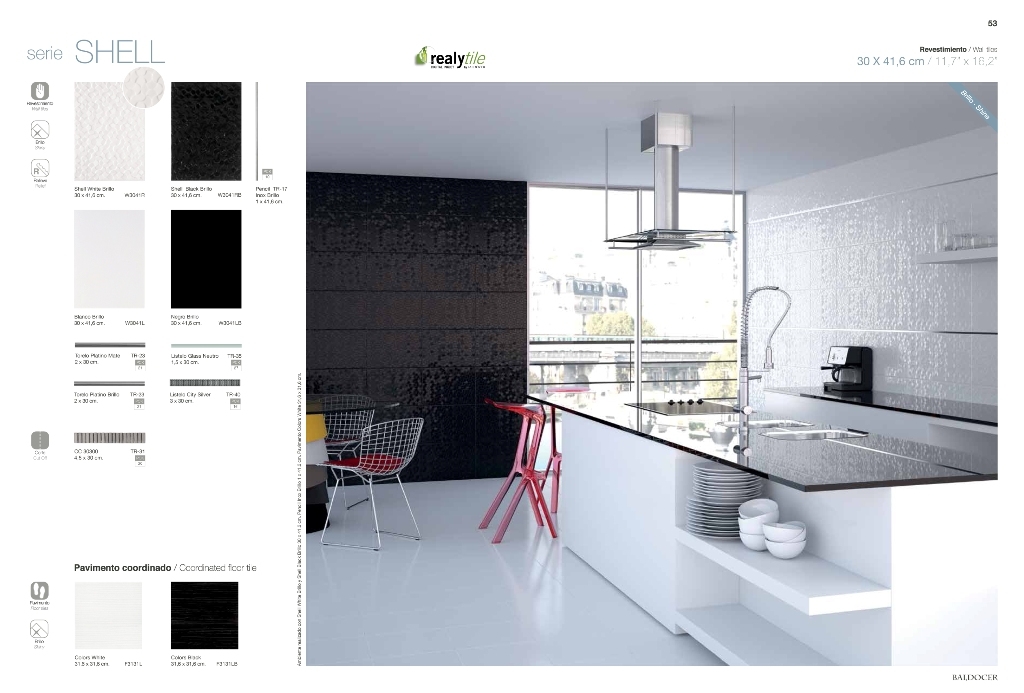 53
serie SHELL
realytile
Revestimiento / Wall tiles
30 X 41,6 cm / 11,7" x 16,2"
Brillo - Shine
Revestimiento
Wall tiles
Brillo
Shine
Relieve
Relief
Shell White Brillo
30 x 41,6 cm. W3041R
Shell Black Brillo
30 x 41,6 cm. W3041RB
Pencil TR-17
Inox Brillo
1 x 41,6 cm
Blanco Brillo
30 x 41,6 cm. W3041L
Negro Brillo
30 x 41,6 cm. W3041LB
Torelo Platino Mate TR-23
2 x 30 cm.
Listelo Glass Neutro TR-35
1,5 x 30 cm.
Torelo Platino Brillo TR-23
2 x 30 cm.
Listelo City Silver TR-40
3 x 30 cm.
Corte
Cut Off
CC 30300 TR-31
4,5 x 30 cm.
Pavimento coordinado / Coordinated floor tile
Pavimento
Floor tiles
Brillo
Shine
Colors White
31,6 x 31,6 cm. F3131L
Colors Black
31,6 x 31,6 cm. F3131LB
BALDOCER